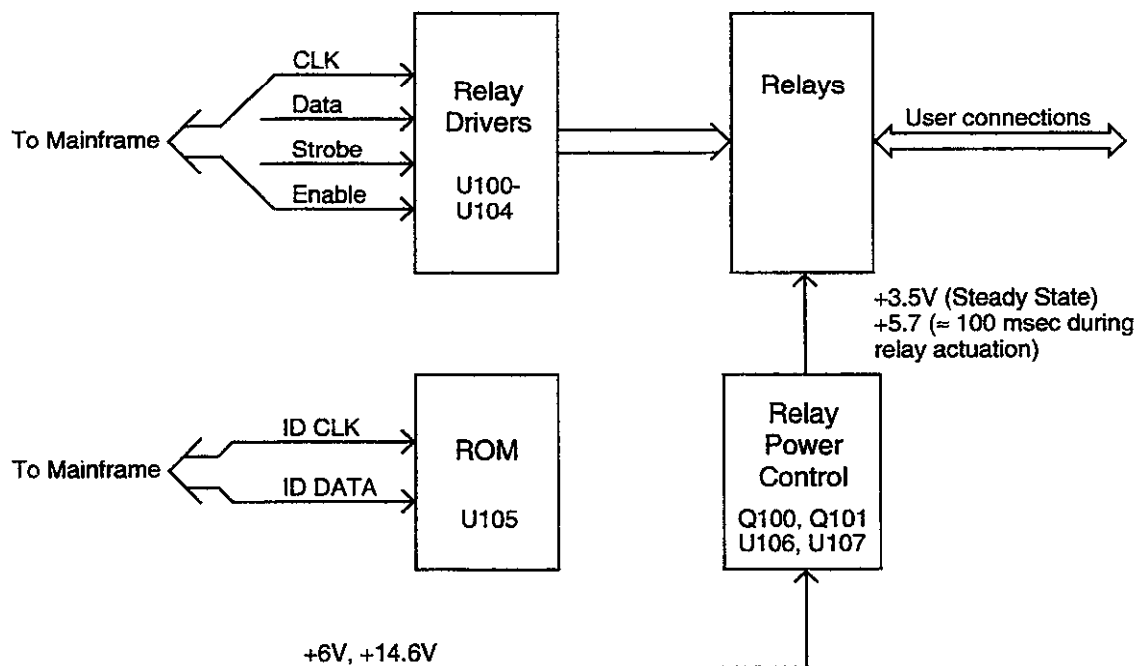 CLK
Data
Strobe
Enable
To Mainframe
Relay
Drivers
U100-
U104
Relays
User connections
+3.5V (Steady State)
+5.7 (≈ 100 msec during
relay actuation)
ID CLK
ID DATA
To Mainframe
ROM
U105
Relay
Power
Control
Q100, Q101
U106, U107
+6V, +14.6V